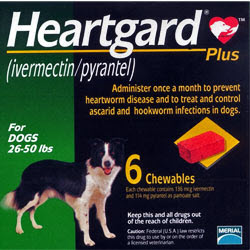 Heartgard®
TM
Plus
(ivermectin/pyrantel)
Administer once a month to prevent
heartworm disease and to treat and control
ascarid and hookworm infections in dogs.
For
DOGS
26-50 lbs
6 Chewables
Each chewable contains 136 mcg ivermectin
and 114 mg pyrantel as pamoate salt.
Keep this and all drugs out
of the reach of children.
Caution: Federal (U.S.A.) Law restricts
this drug to use by or on the order of
a licensed veterinarian.
MERIAL